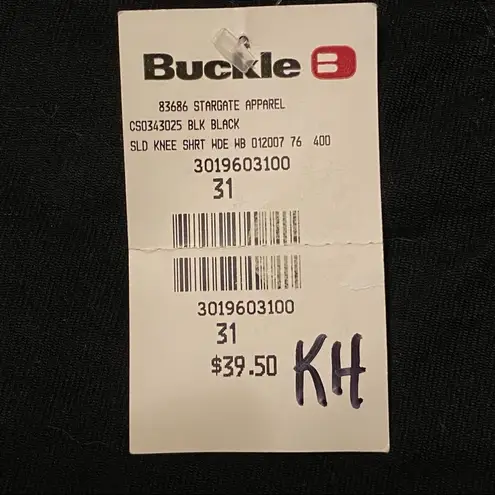 Buckle B
83686 STARGATE APPAREL
CS0343025 BLK BLACK
SLD KNEE SHRT WDE WB 012007 76 400
3019603100
31
3019603100
31
$39.50
KH